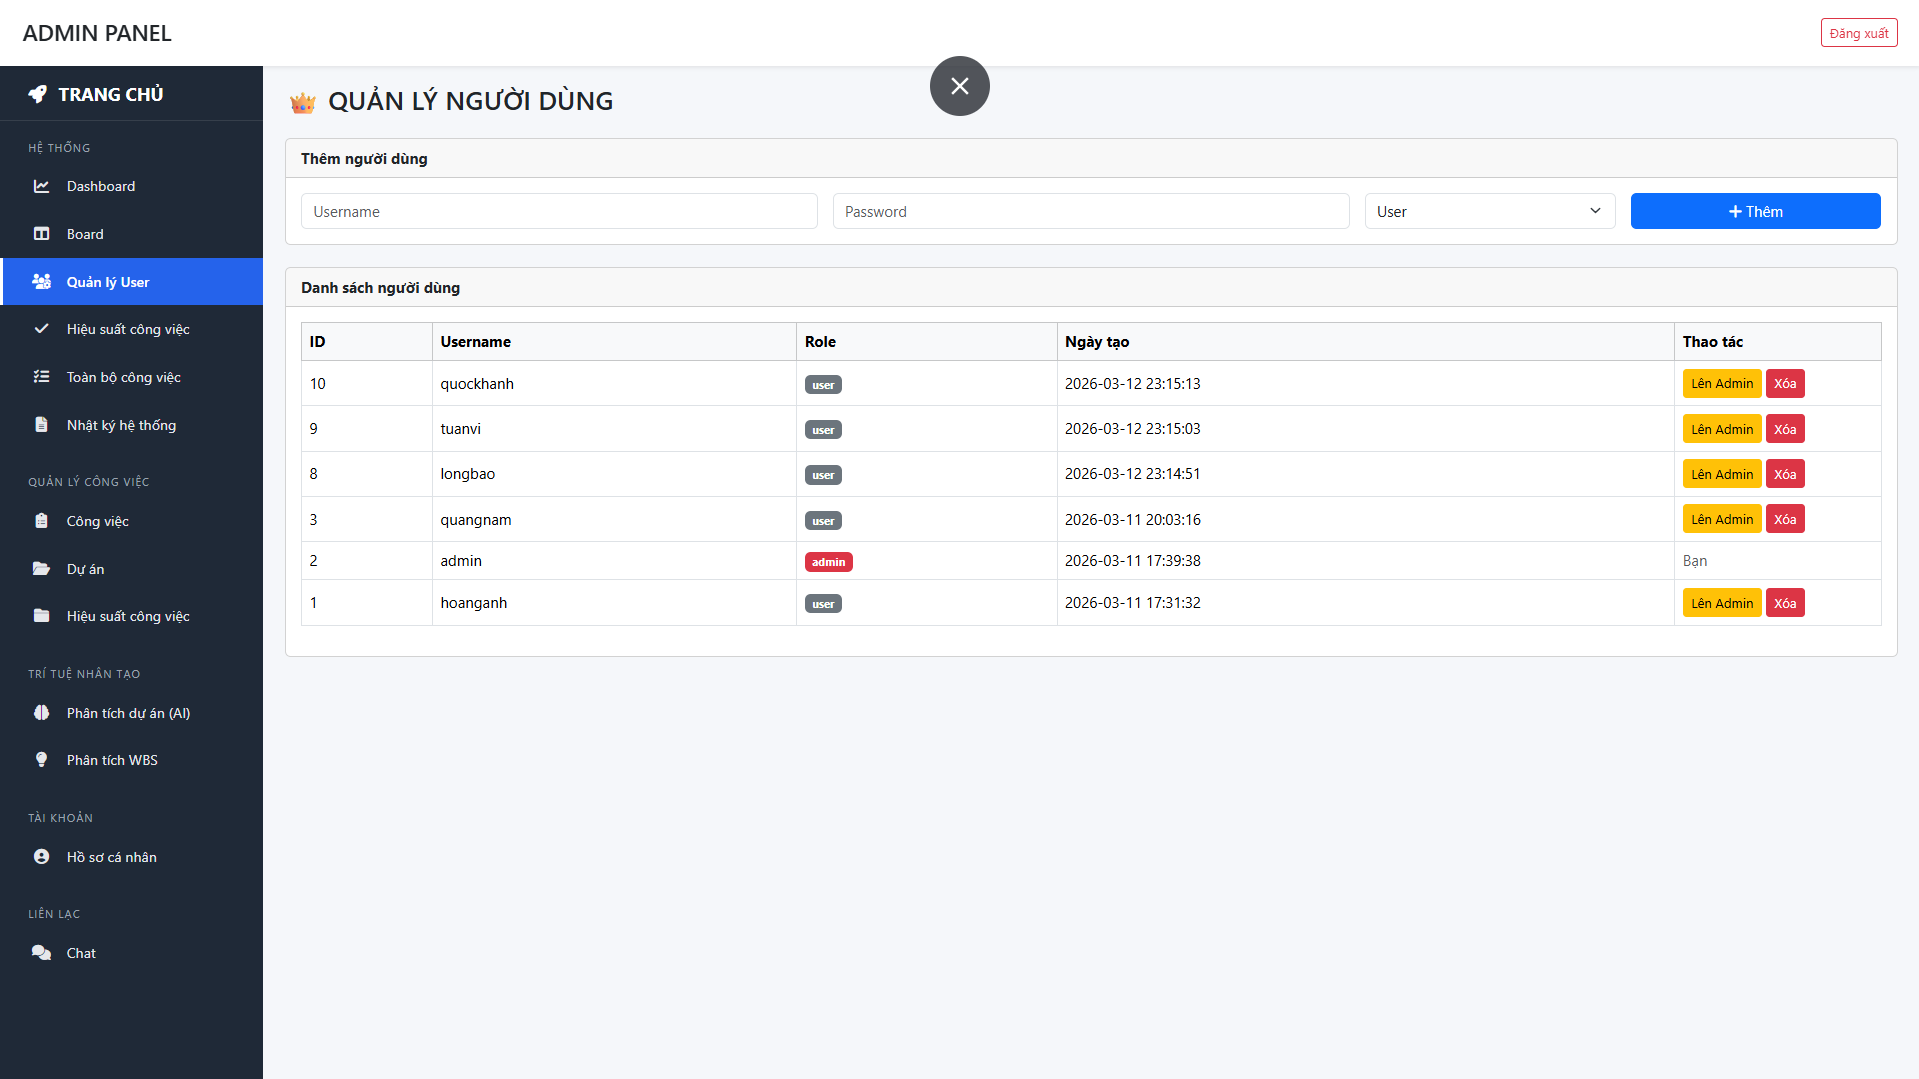 ADMIN PANEL
Đăng xuất
TRANG CHỦ
HỆ THỐNG
Dashboard
Board
Quản lý User
Hiệu suất công việc
Toàn bộ công việc
Nhật ký hệ thống
QUẢN LÝ CÔNG VIỆC
Công việc
Dự án
Hiệu suất công việc
TRÍ TUỆ NHÂN TẠO
Phân tích dự án (AI)
Phân tích WBS
TÀI KHOẢN
Hồ sơ cá nhân
LIÊN LẠC
Chat
QUẢN LÝ NGƯỜI DÙNG
Thêm người dùng
Username Password User Thêm
Danh sách người dùng
ID Username Role Ngày tạo Thao tác
10 quockhanh user 2026-03-12 23:15:13 Lên Admin Xóa
9 tuanvi user 2026-03-12 23:15:03 Lên Admin Xóa
8 longbao user 2026-03-12 23:14:51 Lên Admin Xóa
3 quangnam user 2026-03-11 20:03:16 Lên Admin Xóa
2 admin admin 2026-03-11 17:39:38 Bạn
1 hoanganh user 2026-03-11 17:31:32 Lên Admin Xóa